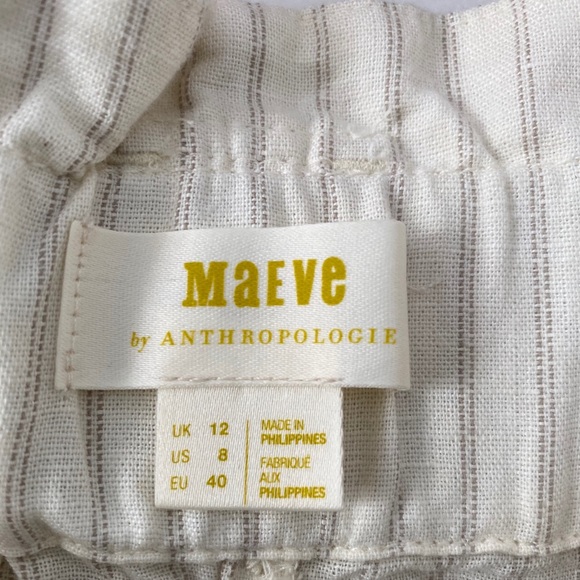 MaEve
by ANTHROPOLOGIE
UK 12
US 8
EU 40
MADE IN
PHILIPPINES
FABRIQUÉ
AUX
PHILIPPINES